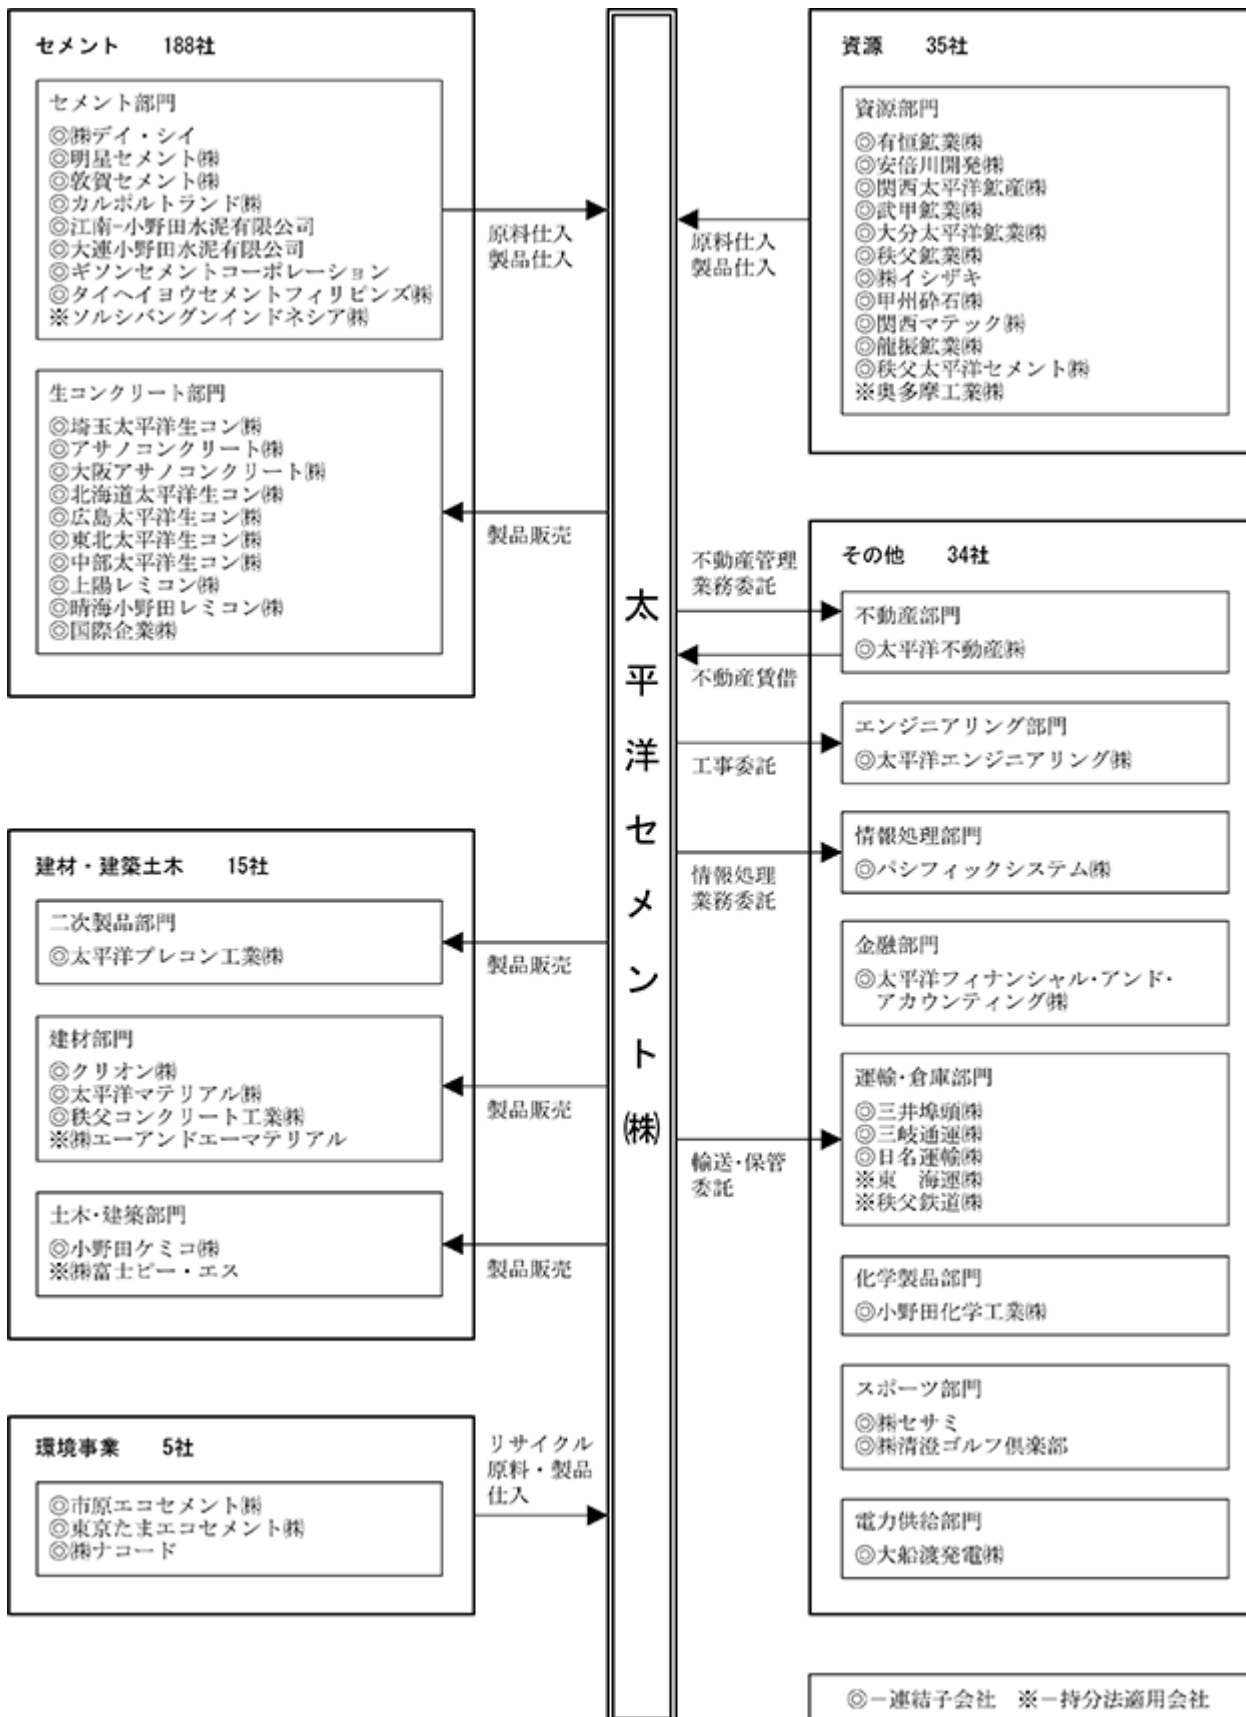 セメント　188社
セメント部門
◎㈱デイ・シイ
◎明星セメント㈱
◎敦賀セメント㈱
◎カルポルトランド㈱
◎江南-小野田水泥有限公司
◎大連小野田水泥有限公司
◎ギソンセメントコーポレーション
◎タイヘイヨウセメントフィリピンズ㈱
※ソルシバングンインドネシア㈱
原料仕入
製品仕入
生コンクリート部門
◎埼玉太平洋生コン㈱
◎アサノコンクリート㈱
◎大阪アサノコンクリート㈱
◎北海道太平洋生コン㈱
◎広島太平洋生コン㈱
◎東北太平洋生コン㈱
◎中部太平洋生コン㈱
◎上陽レミコン㈱
◎晴海小野田レミコン㈱
◎国際企業㈱
製品販売
建材・建築土木　15社
二次製品部門
◎太平洋プレコン工業㈱
製品販売
建材部門
◎クリオン㈱
◎太平洋マテリアル㈱
◎秩父コンクリート工業㈱
※㈱エーアンドエーマテリアル
製品販売
土木・建築部門
◎小野田ケミコ㈱
※㈱富士ピー・エス
製品販売
環境事業　5社
◎市原エコセメント㈱
◎東京たまエコセメント㈱
◎㈱ナコード
リサイクル
原料・製品
仕入
太平洋セメント㈱
資源　35社
資源部門
◎有恒鉱業㈱
◎安倍川開発㈱
◎関西太平洋鉱産㈱
◎武甲鉱業㈱
◎大分太平洋鉱業㈱
◎秩父鉱業㈱
◎㈱イシザキ
◎甲州砕石㈱
◎関西マテック㈱
◎龍振鉱業㈱
◎秩父太平洋セメント㈱
※奥多摩工業㈱
原料仕入
製品仕入
その他　34社
不動産管理
業務委託
不動産部門
◎太平洋不動産㈱
不動産賃借
エンジニアリング部門
◎太平洋エンジニアリング㈱
工事委託
情報処理部門
◎パシフィックシステム㈱
情報処理
業務委託
金融部門
◎太平洋フィナンシャル・アンド・
アカウンティング㈱
運輸・倉庫部門
◎三井埠頭㈱
◎三岐通運㈱
◎日名運輸㈱
※東　海運㈱
※秩父鉄道㈱
輸送・保管
委託
化学製品部門
◎小野田化学工業㈱
スポーツ部門
◎㈱セサミ
◎㈱清澄ゴルフ倶楽部
電力供給部門
◎大船渡発電㈱
◎－連結子会社　※－持分法適用会社